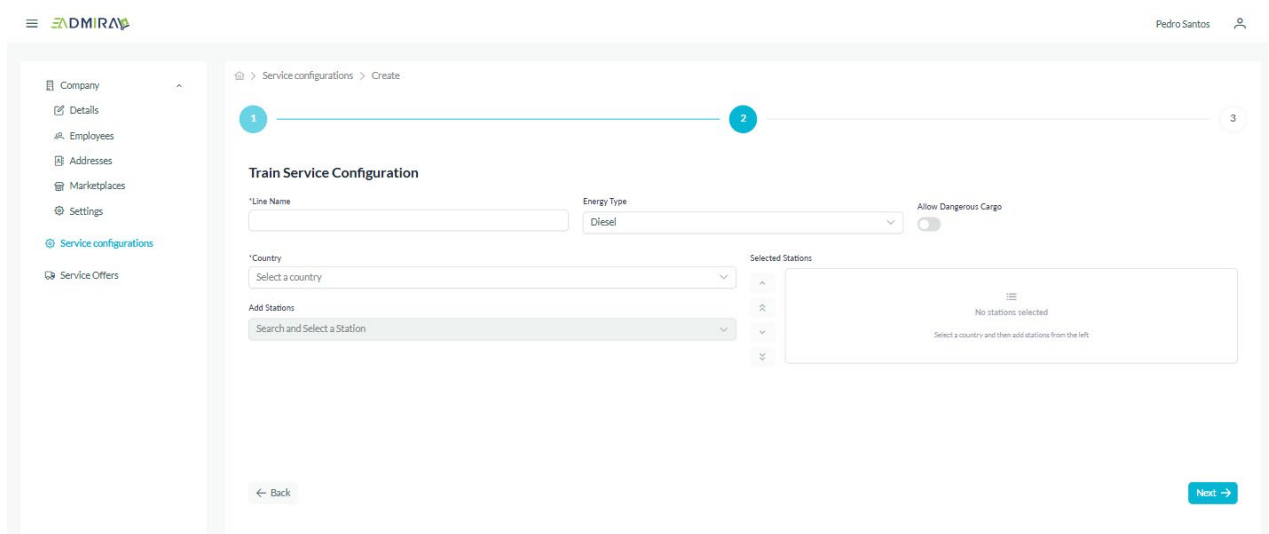 ADMIRA
Pedro Santos
Company
Details
Employees
Addresses
Marketplaces
Settings
Service configurations
Service Offers
> Service configurations > Create
1
2
3
Train Service Configuration
*Line Name
Energy Type
Diesel
Allow Dangerous Cargo
*Country
Select a country
Add Stations
Search and Select a Station
Selected Stations
No stations selected
Select a country and then add stations from the left
← Back
Next →